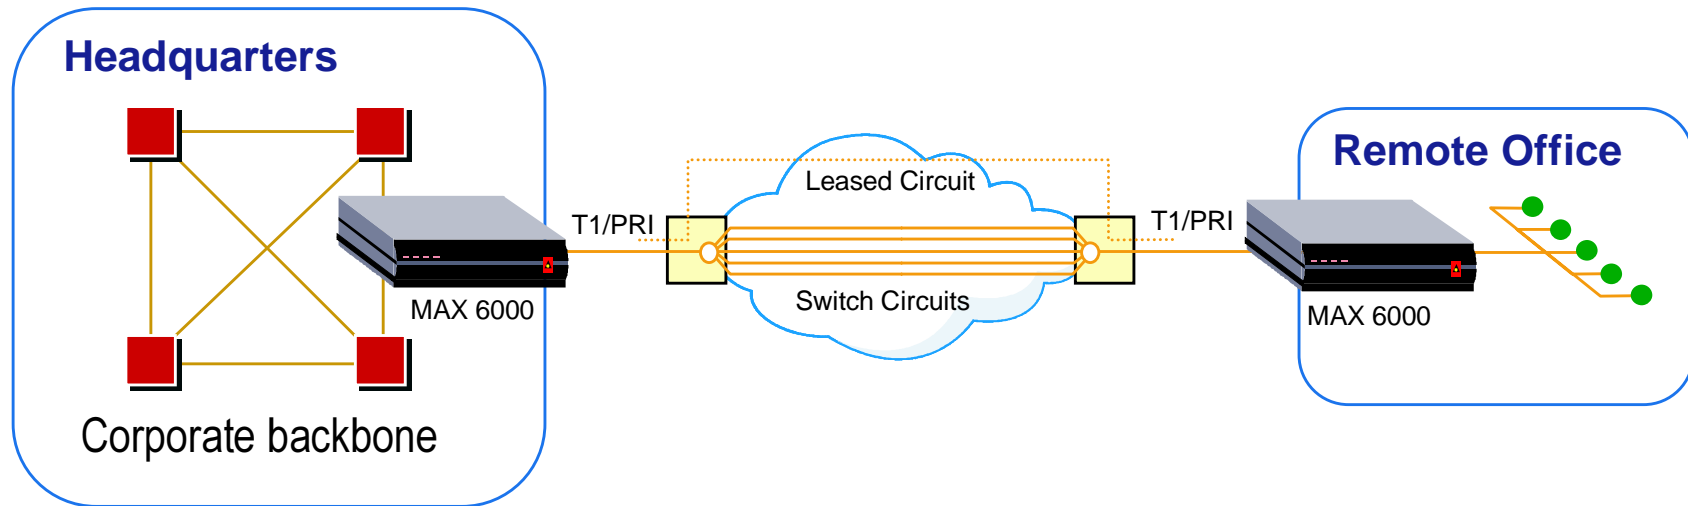 Headquarters
Corporate backbone
MAX 6000
T1/PRI
Leased Circuit
Switch Circuits
T1/PRI
Remote Office
MAX 6000